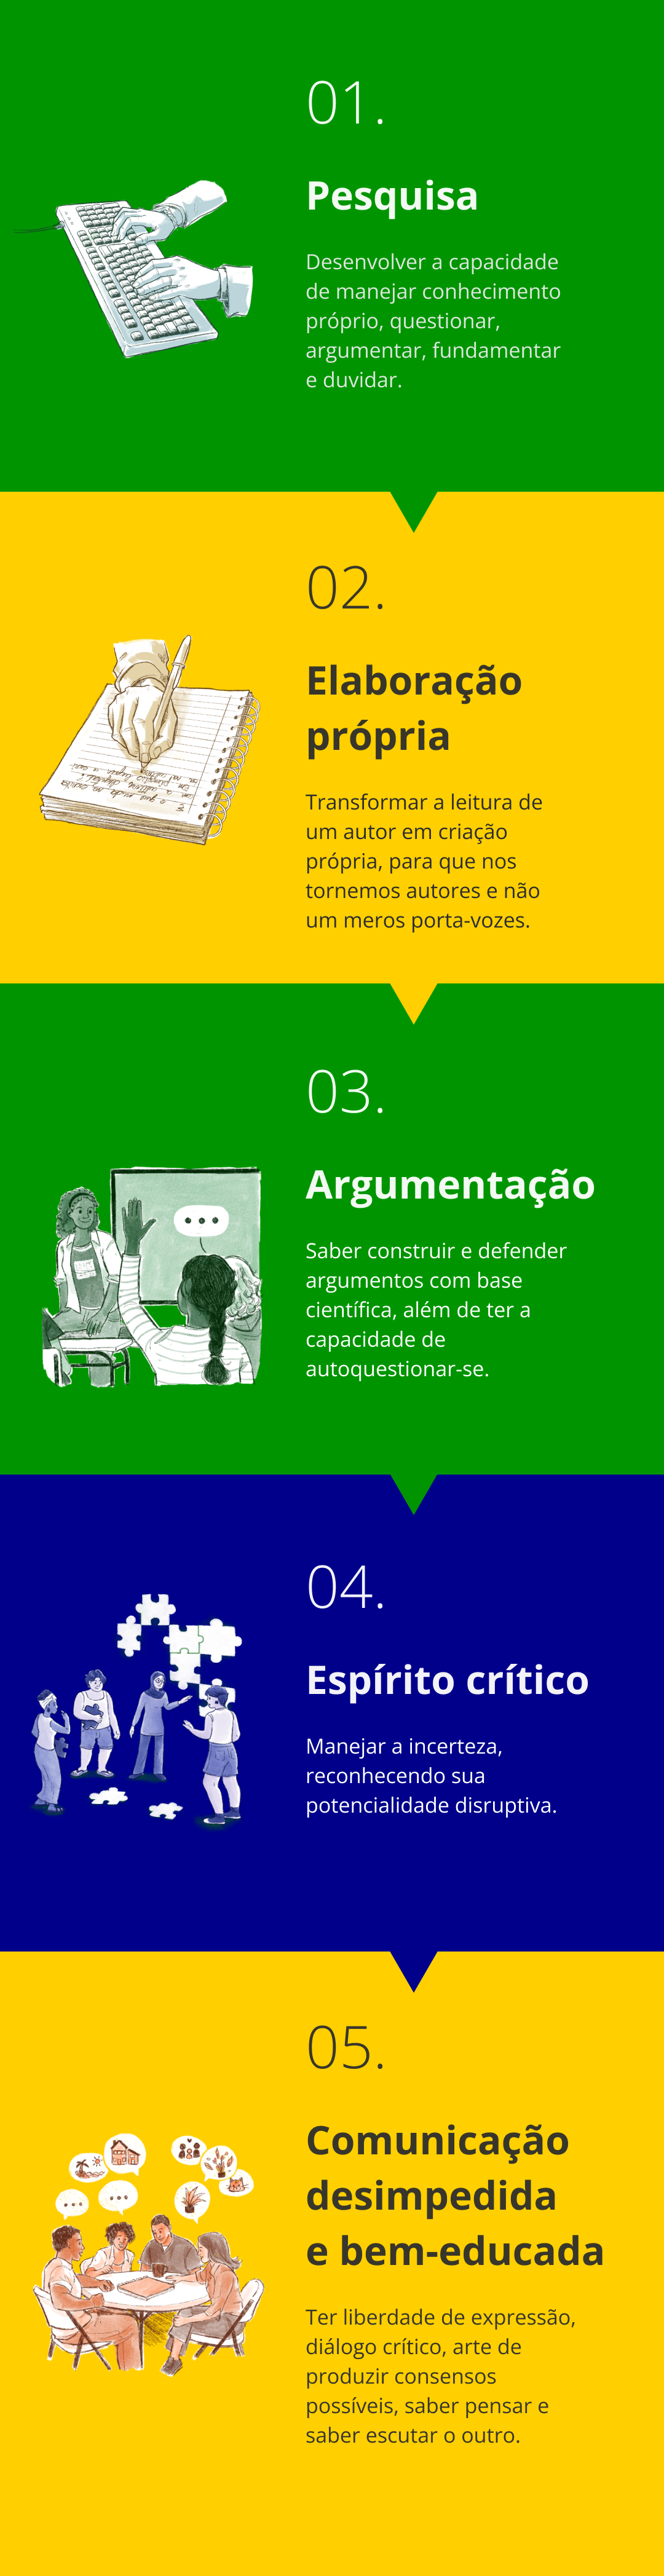 01.
Pesquisa
Desenvolver a capacidade
de manejar conhecimento
próprio, questionar,
argumentar, fundamentar
e duvidar.
02.
Elaboração
própria
Transformar a leitura de
um autor em criação
própria, para que nos
tornemos autores e não
um meros porta-vozes.
03.
Argumentação
Saber construir e defender
argumentos com base
científica, além de ter a
capacidade de
autoquestionar-se.
04.
Espírito crítico
Manejar a incerteza,
reconhecendo sua
potencialidade disruptiva.
05.
Comunicação
desimpedida
e bem-educada
Ter liberdade de expressão,
diálogo crítico, arte de
produzir consensos
possíveis, saber pensar e
saber escutar o outro.